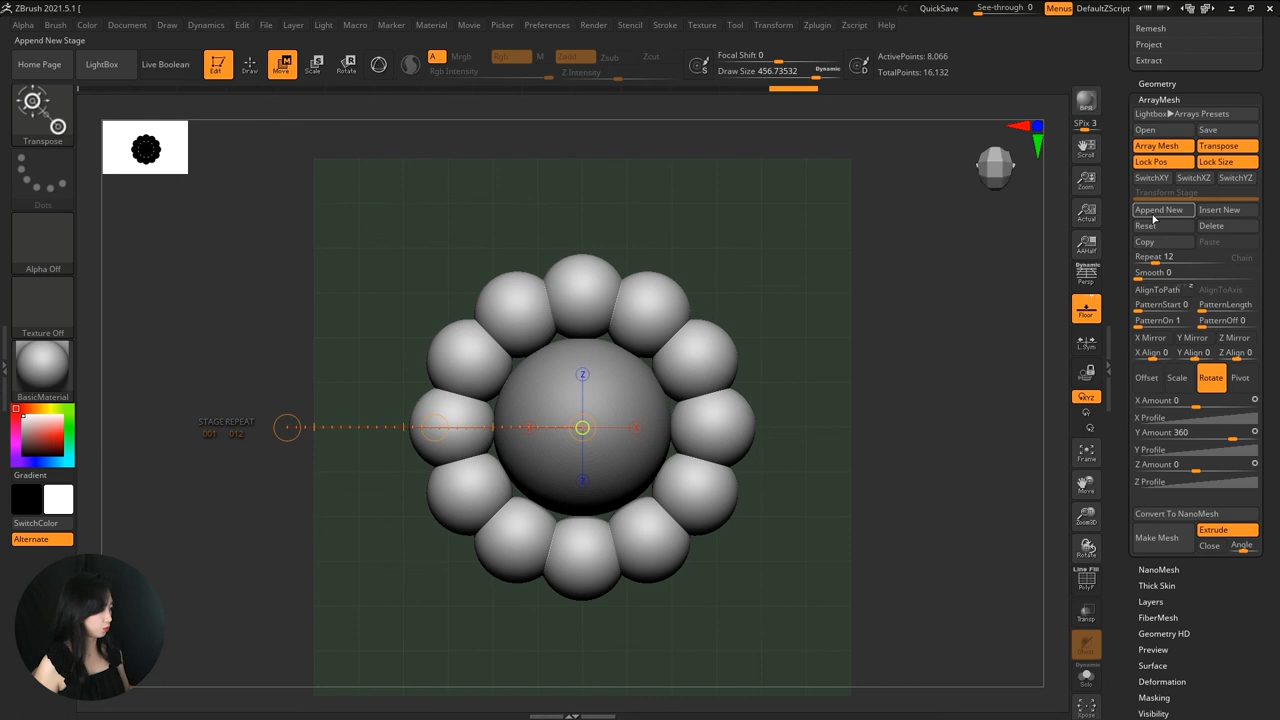 ZBrush 2021.5.1 [
AC QuickSave See-through 0 Menus DefaultZScript
Alpha Brush Color Document Draw Dynamics Edit File Layer Light Macro Marker Material Movie Picker Preferences Render Stencil Stroke Texture Tool Transform Zplugin Zscript Help
Append New Stage
Home Page LightBox Live Boolean Edit Draw Move Scale Rotate
A Mrgb Rgb M Zadd Zsub Zcut
Rgb Intensity Z Intensity
Focal Shift 0
Draw Size 456.73532 Dynamic
S D
ActivePoints: 8,066
TotalPoints: 16,132
Transpose
Dots
Alpha Off
Texture Off
BasicMaterial
Gradient
SwitchColor
Alternate
STAGE REPEAT
001 012
Z
Z
BPR
SPix 3
Scroll
Zoom
Actual
AAHalf
Dynamic
Persp
Floor
L.Sym
XYZ
Frame
Move
Zoom3D
Rotate
Line Fill
PolyF
Transp
Dynamic
Solo
Xpose
Remesh
Project
Extract
Geometry
ArrayMesh
Lightbox▶Arrays Presets
Open Save
Array Mesh Transpose
Lock Pos Lock Size
SwitchXY SwitchXZ SwitchYZ
Transform Stage
Append New Insert New
Reset Delete
Copy Paste
Repeat 12 Chain
Smooth 0
AlignToPath AlignToAxis
PatternStart 0 PatternLength
PatternOn 1 PatternOff 0
X Mirror Y Mirror Z Mirror
X Align 0 Y Align 0 Z Align 0
Offset Scale Rotate Pivot
X Amount 0
X Profile
Y Amount 360
Y Profile
Z Amount 0
Z Profile
Convert To NanoMesh
Make Mesh Extrude
Close Angle
NanoMesh
Thick Skin
Layers
FiberMesh
Geometry HD
Preview
Surface
Deformation
Masking
Visibility